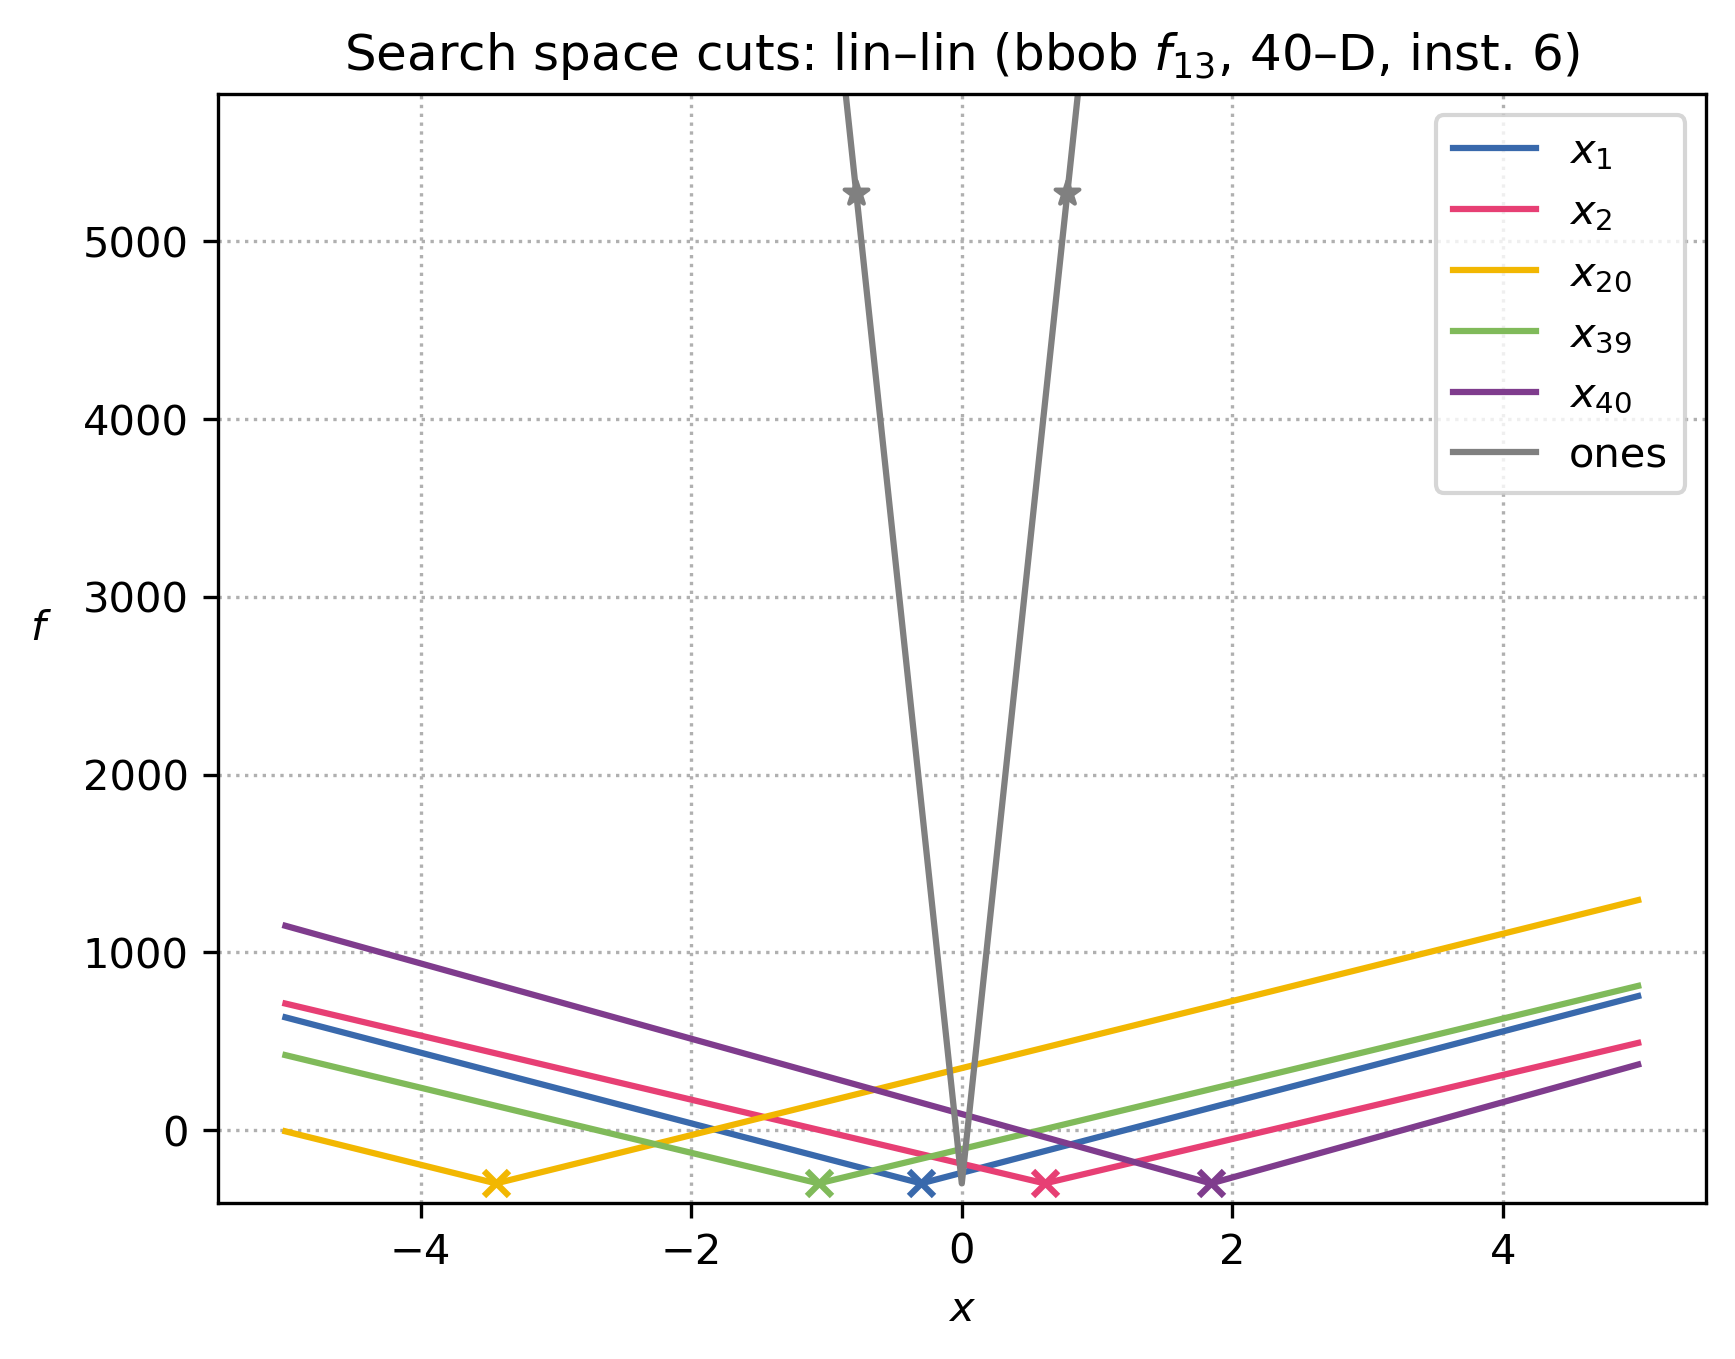 Search space cuts: lin–lin (bbob f₁₃, 40–D, inst. 6)
x₁
x₂
x₂₀
x₃₉
x₄₀
ones
5000
4000
3000
2000
1000
0
f
−4 −2 0 2 4
x